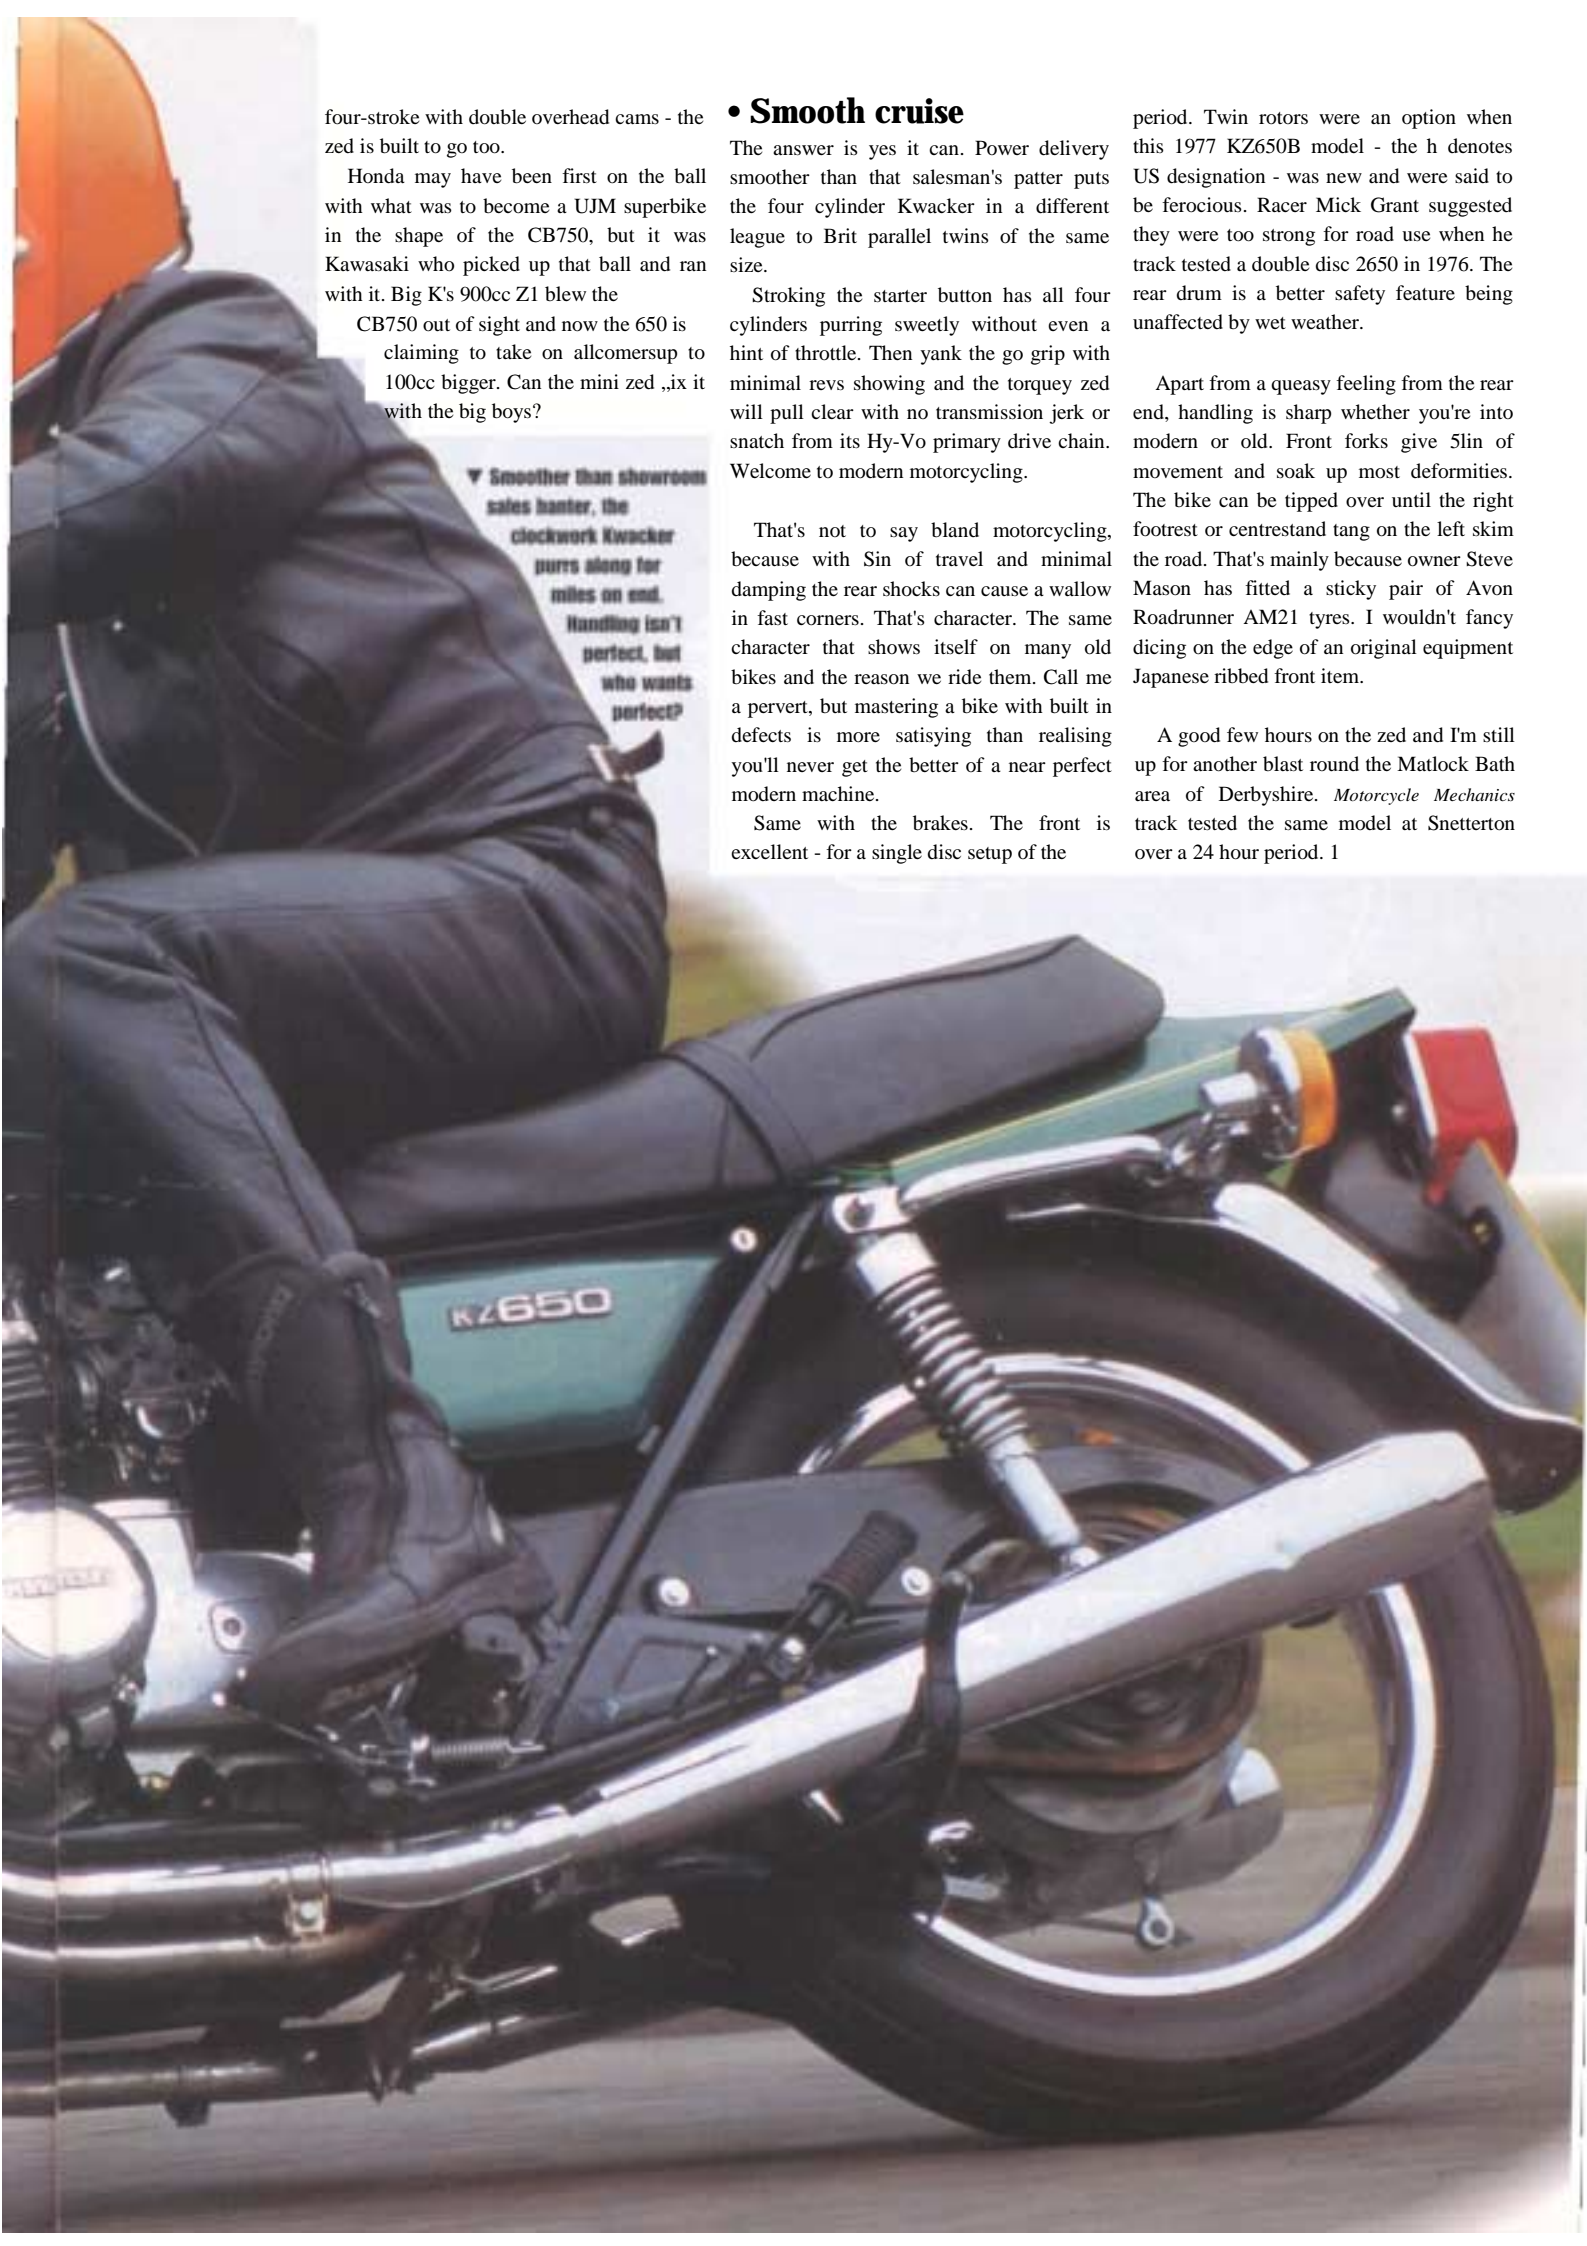 four-stroke with double overhead cams - the
zed is built to go too.
Honda may have been first on the ball
with what was to become a UJM superbike
in the shape of the CB750, but it was
Kawasaki who picked up that ball and ran
with it. Big K's 900cc Z1 blew the
CB750 out of sight and now the 650 is
claiming to take on allcomersup to
100cc bigger. Can the mini zed „ix it
with the big boys?
▼ Smoother than showroom
sales banter, the
clockwork Kwacker
purrs along for
miles on end.
Handling isn't
perfect, but
who wants
perfect?
• Smooth cruise
The answer is yes it can. Power delivery
smoother than that salesman's patter puts
the four cylinder Kwacker in a different
league to Brit parallel twins of the same
size.
Stroking the starter button has all four
cylinders purring sweetly without even a
hint of throttle. Then yank the go grip with
minimal revs showing and the torquey zed
will pull clear with no transmission jerk or
snatch from its Hy-Vo primary drive chain.
Welcome to modern motorcycling.
That's not to say bland motorcycling,
because with Sin of travel and minimal
damping the rear shocks can cause a wallow
in fast corners. That's character. The same
character that shows itself on many old
bikes and the reason we ride them. Call me
a pervert, but mastering a bike with built in
defects is more satisying than realising
you'll never get the better of a near perfect
modern machine.
Same with the brakes. The front is
excellent - for a single disc setup of the
period. Twin rotors were an option when
this 1977 KZ650B model - the h denotes
US designation - was new and were said to
be ferocious. Racer Mick Grant suggested
they were too strong for road use when he
track tested a double disc 2650 in 1976. The
rear drum is a better safety feature being
unaffected by wet weather.
Apart from a queasy feeling from the rear
end, handling is sharp whether you're into
modern or old. Front forks give 5lin of
movement and soak up most deformities.
The bike can be tipped over until the right
footrest or centrestand tang on the left skim
the road. That's mainly because owner Steve
Mason has fitted a sticky pair of Avon
Roadrunner AM21 tyres. I wouldn't fancy
dicing on the edge of an original equipment
Japanese ribbed front item.
A good few hours on the zed and I'm still
up for another blast round the Matlock Bath
area of Derbyshire. Motorcycle Mechanics
track tested the same model at Snetterton
over a 24 hour period. 1
KZ650